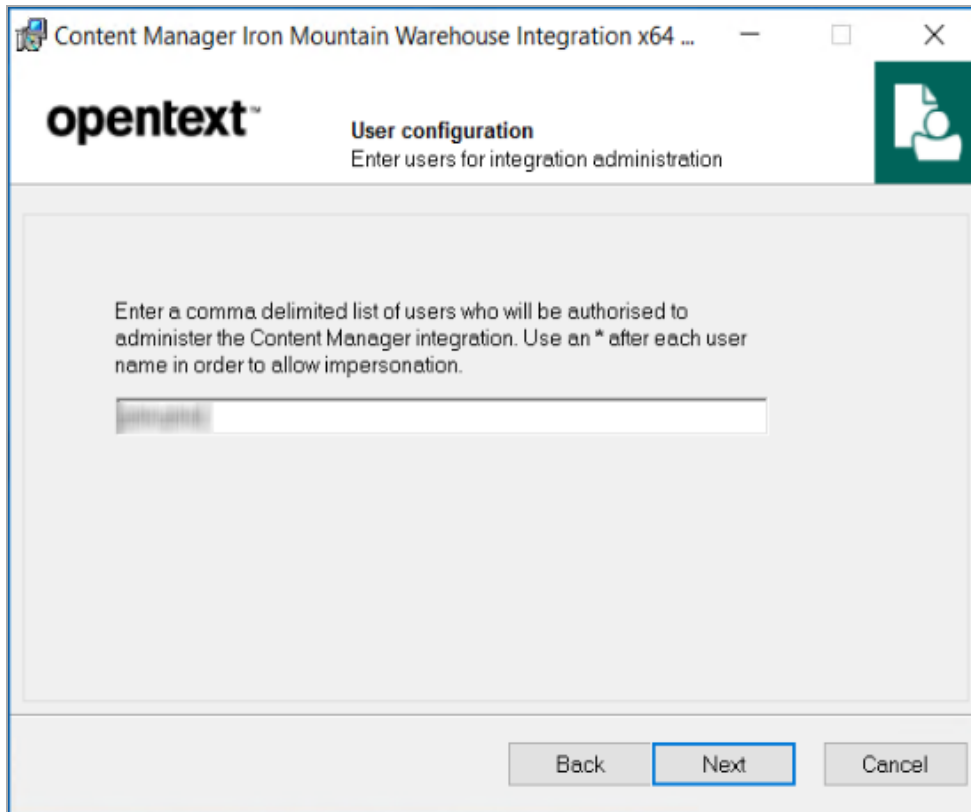 Content Manager Iron Mountain Warehouse Integration x64 ...
opentext™
User configuration
Enter users for integration administration
Enter a comma delimited list of users who will be authorised to
administer the Content Manager integration. Use an * after each user
name in order to allow impersonation.
Back Next Cancel